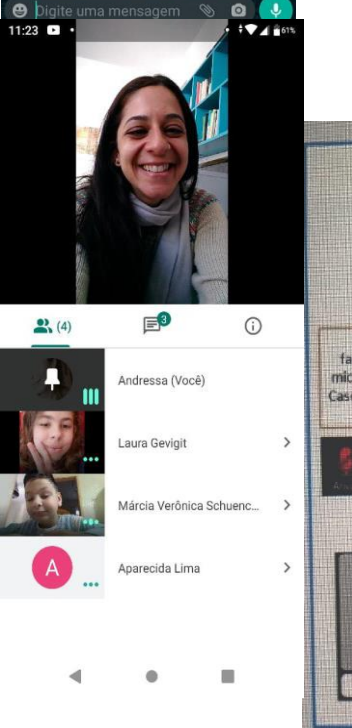 Digite uma mensagem
11:23
61%
(4)
3
Andressa (Você)
Laura Gevigit
Márcia Verônica Schuenc...
Aparecida Lima
A
fa
mic
Cas